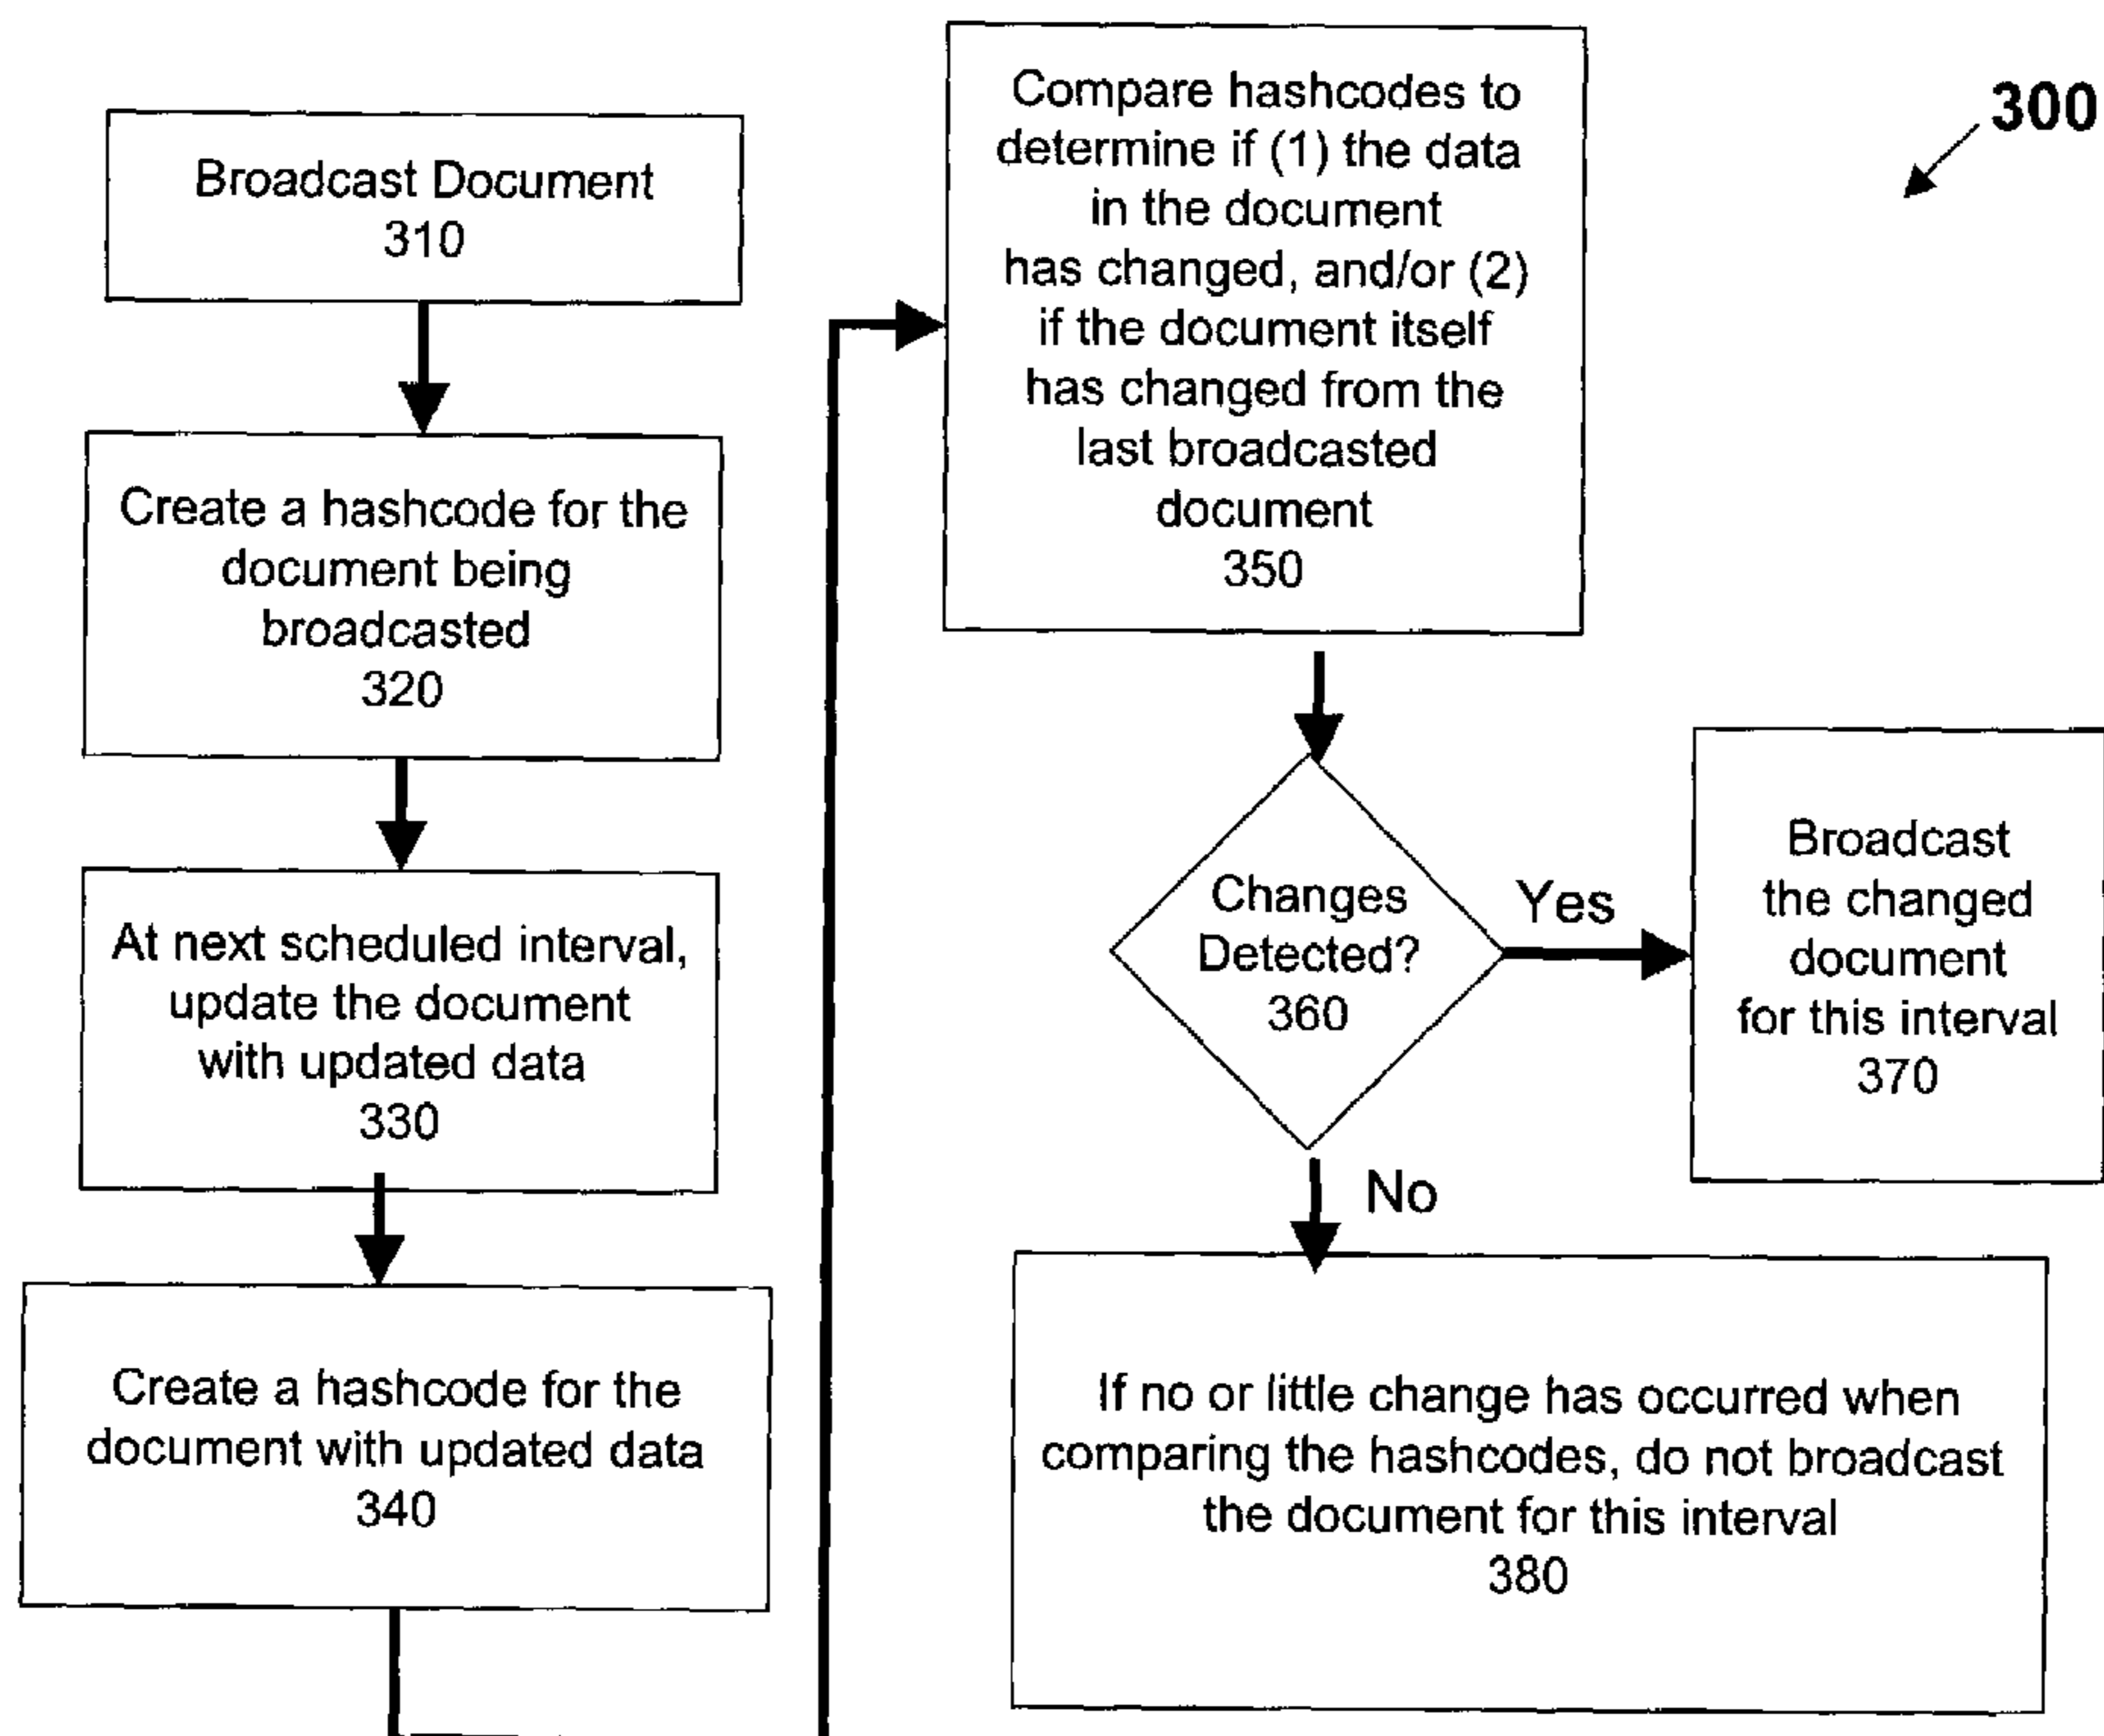 Broadcast Document
310
Create a hashcode for the
document being
broadcasted
320
At next scheduled interval,
update the document
with updated data
330
Create a hashcode for the
document with updated data
340
Compare hashcodes to
determine if (1) the data
in the document
has changed, and/or (2)
if the document itself
has changed from the
last broadcasted
document
350
300
Changes
Detected?
360
Yes
Broadcast
the changed
document
for this interval
370
No
If no or little change has occurred when
comparing the hashcodes, do not broadcast
the document for this interval
380